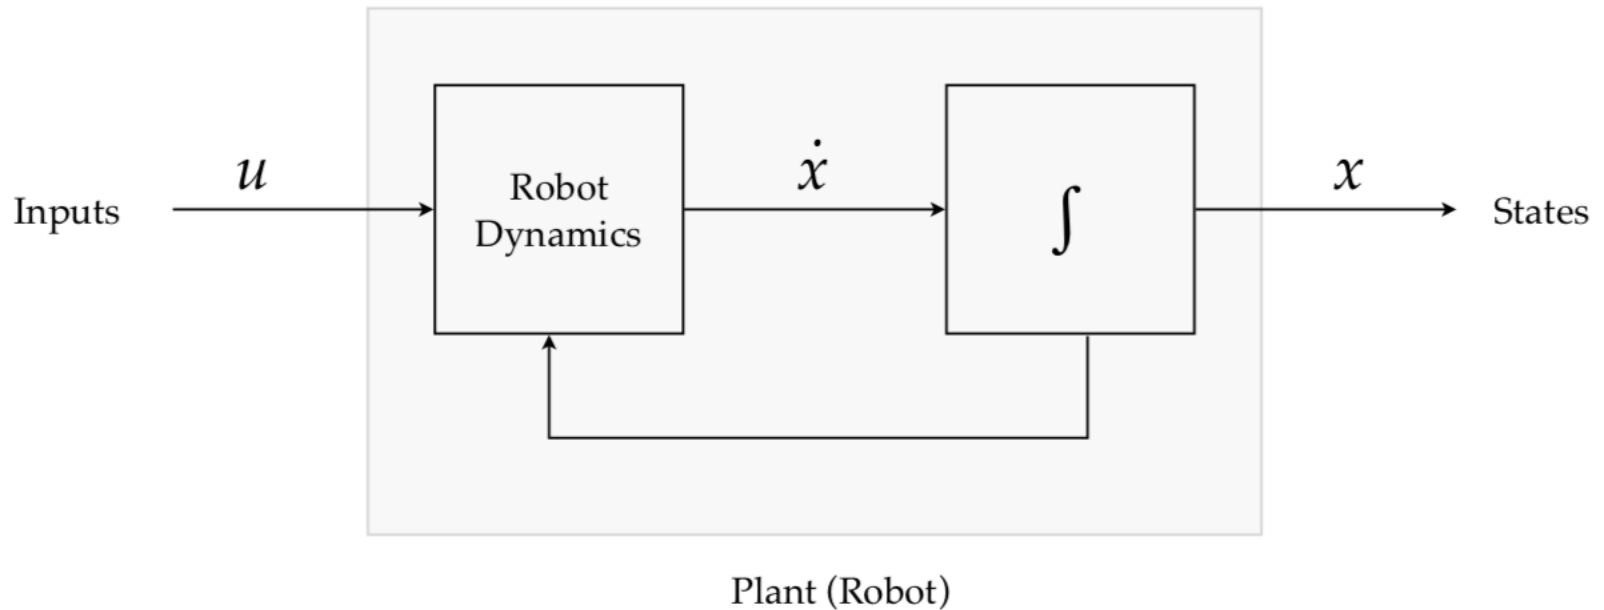 Inputs
u
Robot
Dynamics
ẋ
∫
x
States
Plant (Robot)